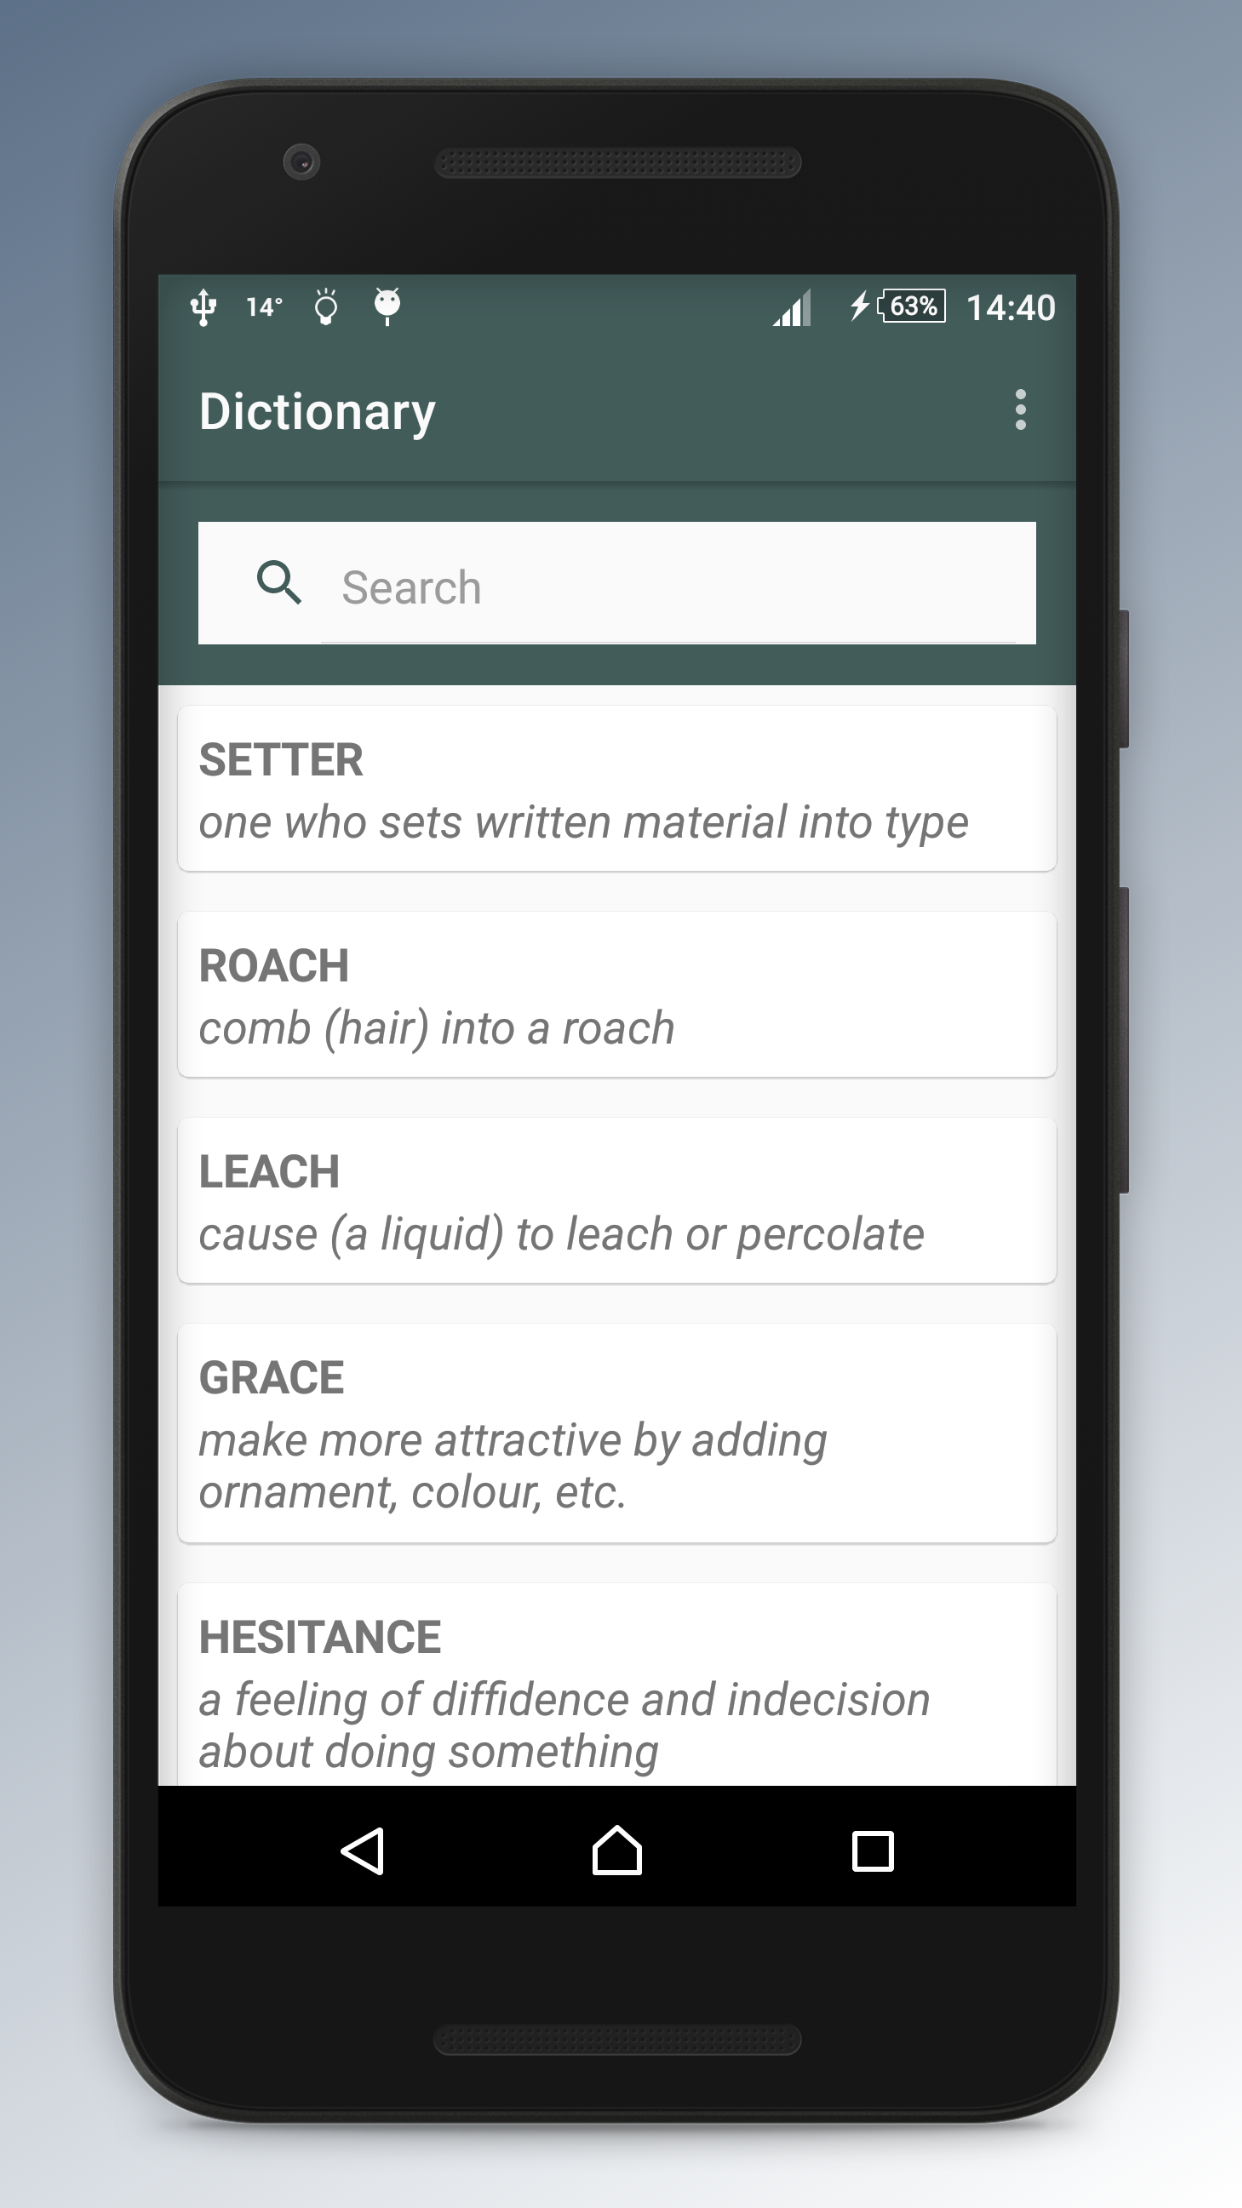 14° 63% 14:40
Dictionary
Search
SETTER
one who sets written material into type
ROACH
comb (hair) into a roach
LEACH
cause (a liquid) to leach or percolate
GRACE
make more attractive by adding
ornament, colour, etc.
HESITANCE
a feeling of diffidence and indecision
about doing something